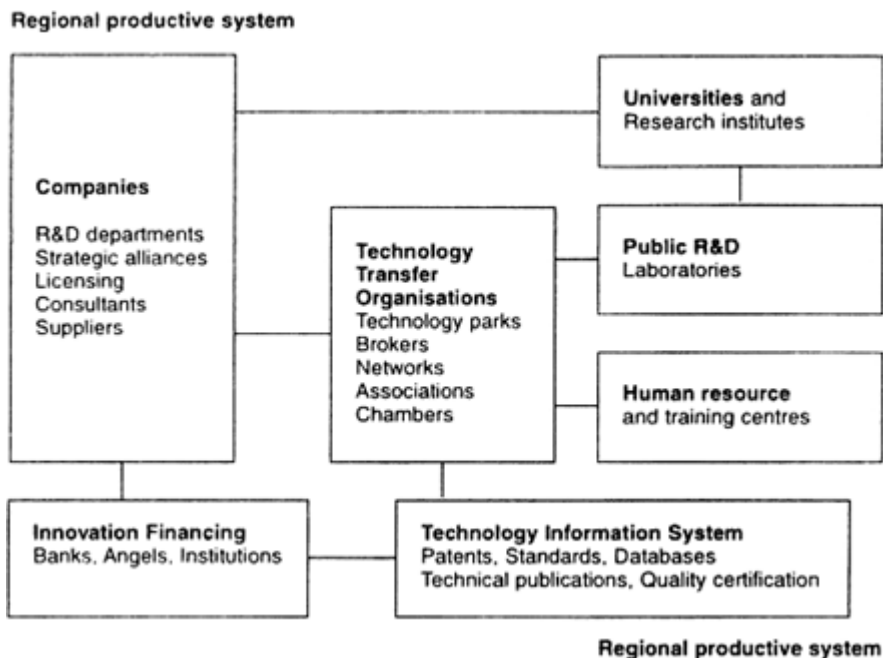 Regional productive system
Companies
R&D departments
Strategic alliances
Licensing
Consultants
Suppliers
Universities and
Research institutes
Technology
Transfer
Organisations
Technology parks
Brokers
Networks
Associations
Chambers
Public R&D
Laboratories
Human resource
and training centres
Innovation Financing
Banks, Angels, Institutions
Technology Information System
Patents, Standards, Databases
Technical publications, Quality certification
Regional productive system